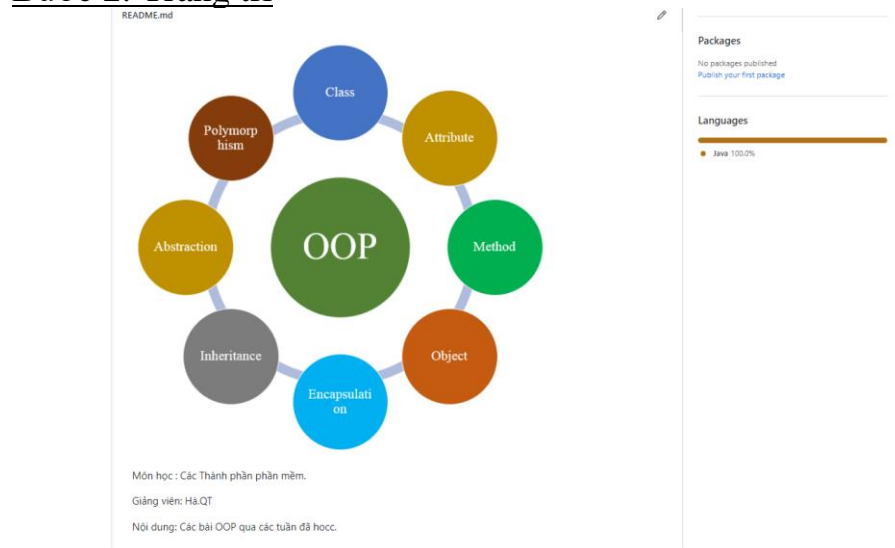 README.md
Class
Polymorp
hism
Attribute
Abstraction
OOP
Method
Inheritance
Object
Encapsulati
on
Môn học : Các Thành phần phần mềm.
Giảng viên: Hà.QT
Nội dung: Các bài OOP qua các tuần đã hocc.
Packages
No packages published
Publish your first package
Languages
Java 100.0%